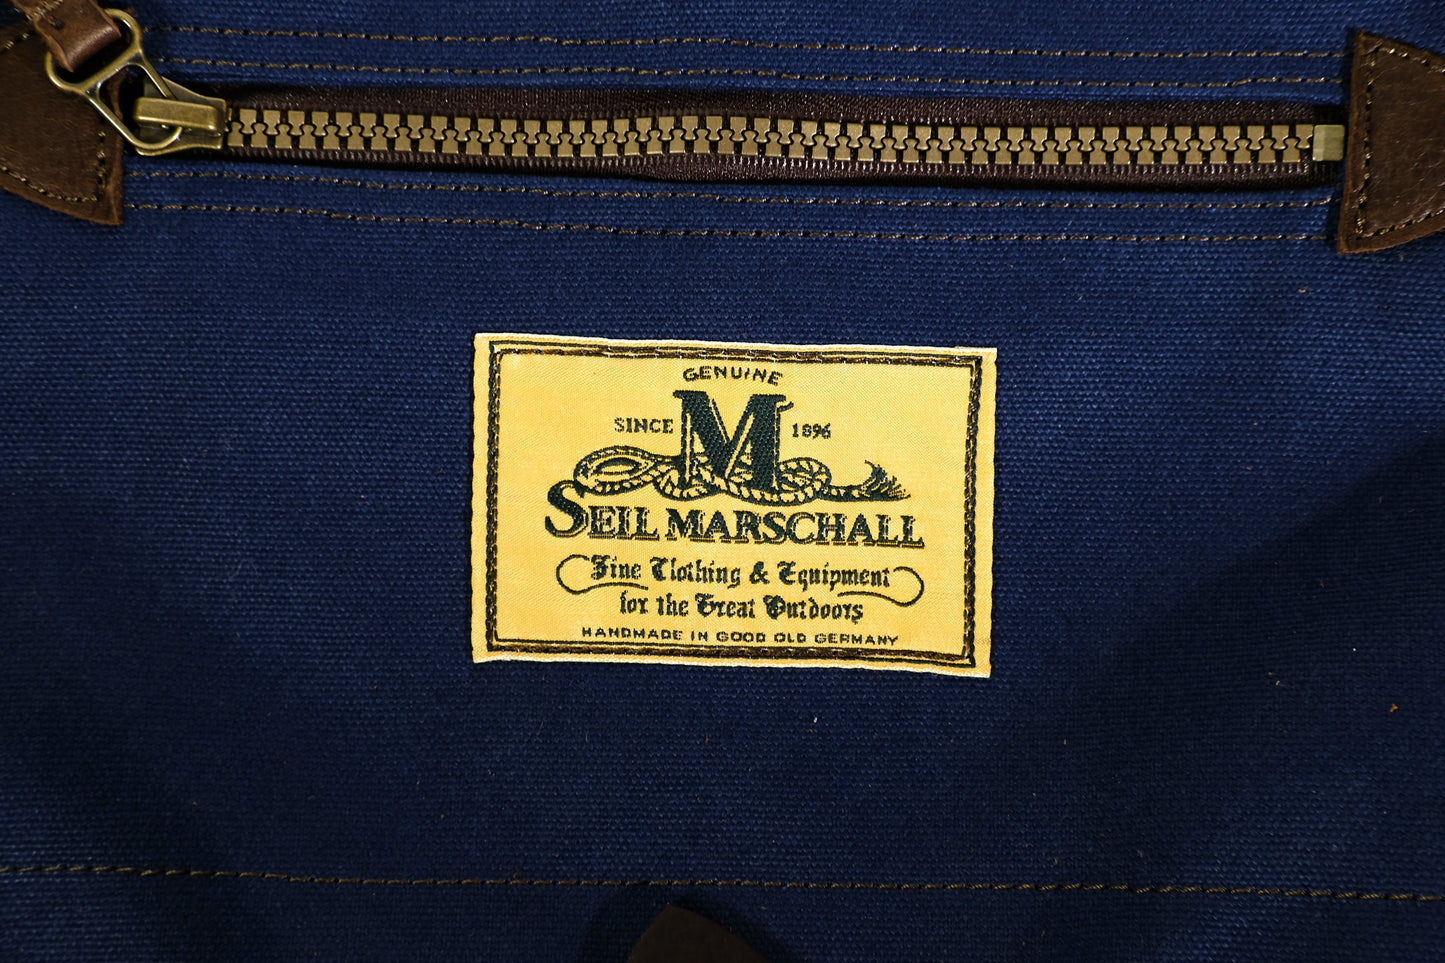 GENUINE
SINCE M 1896
SEIL MARSCHALL
Fine Clothing & Equipment
for the Great Outdoors
HANDMADE IN GOOD OLD GERMANY